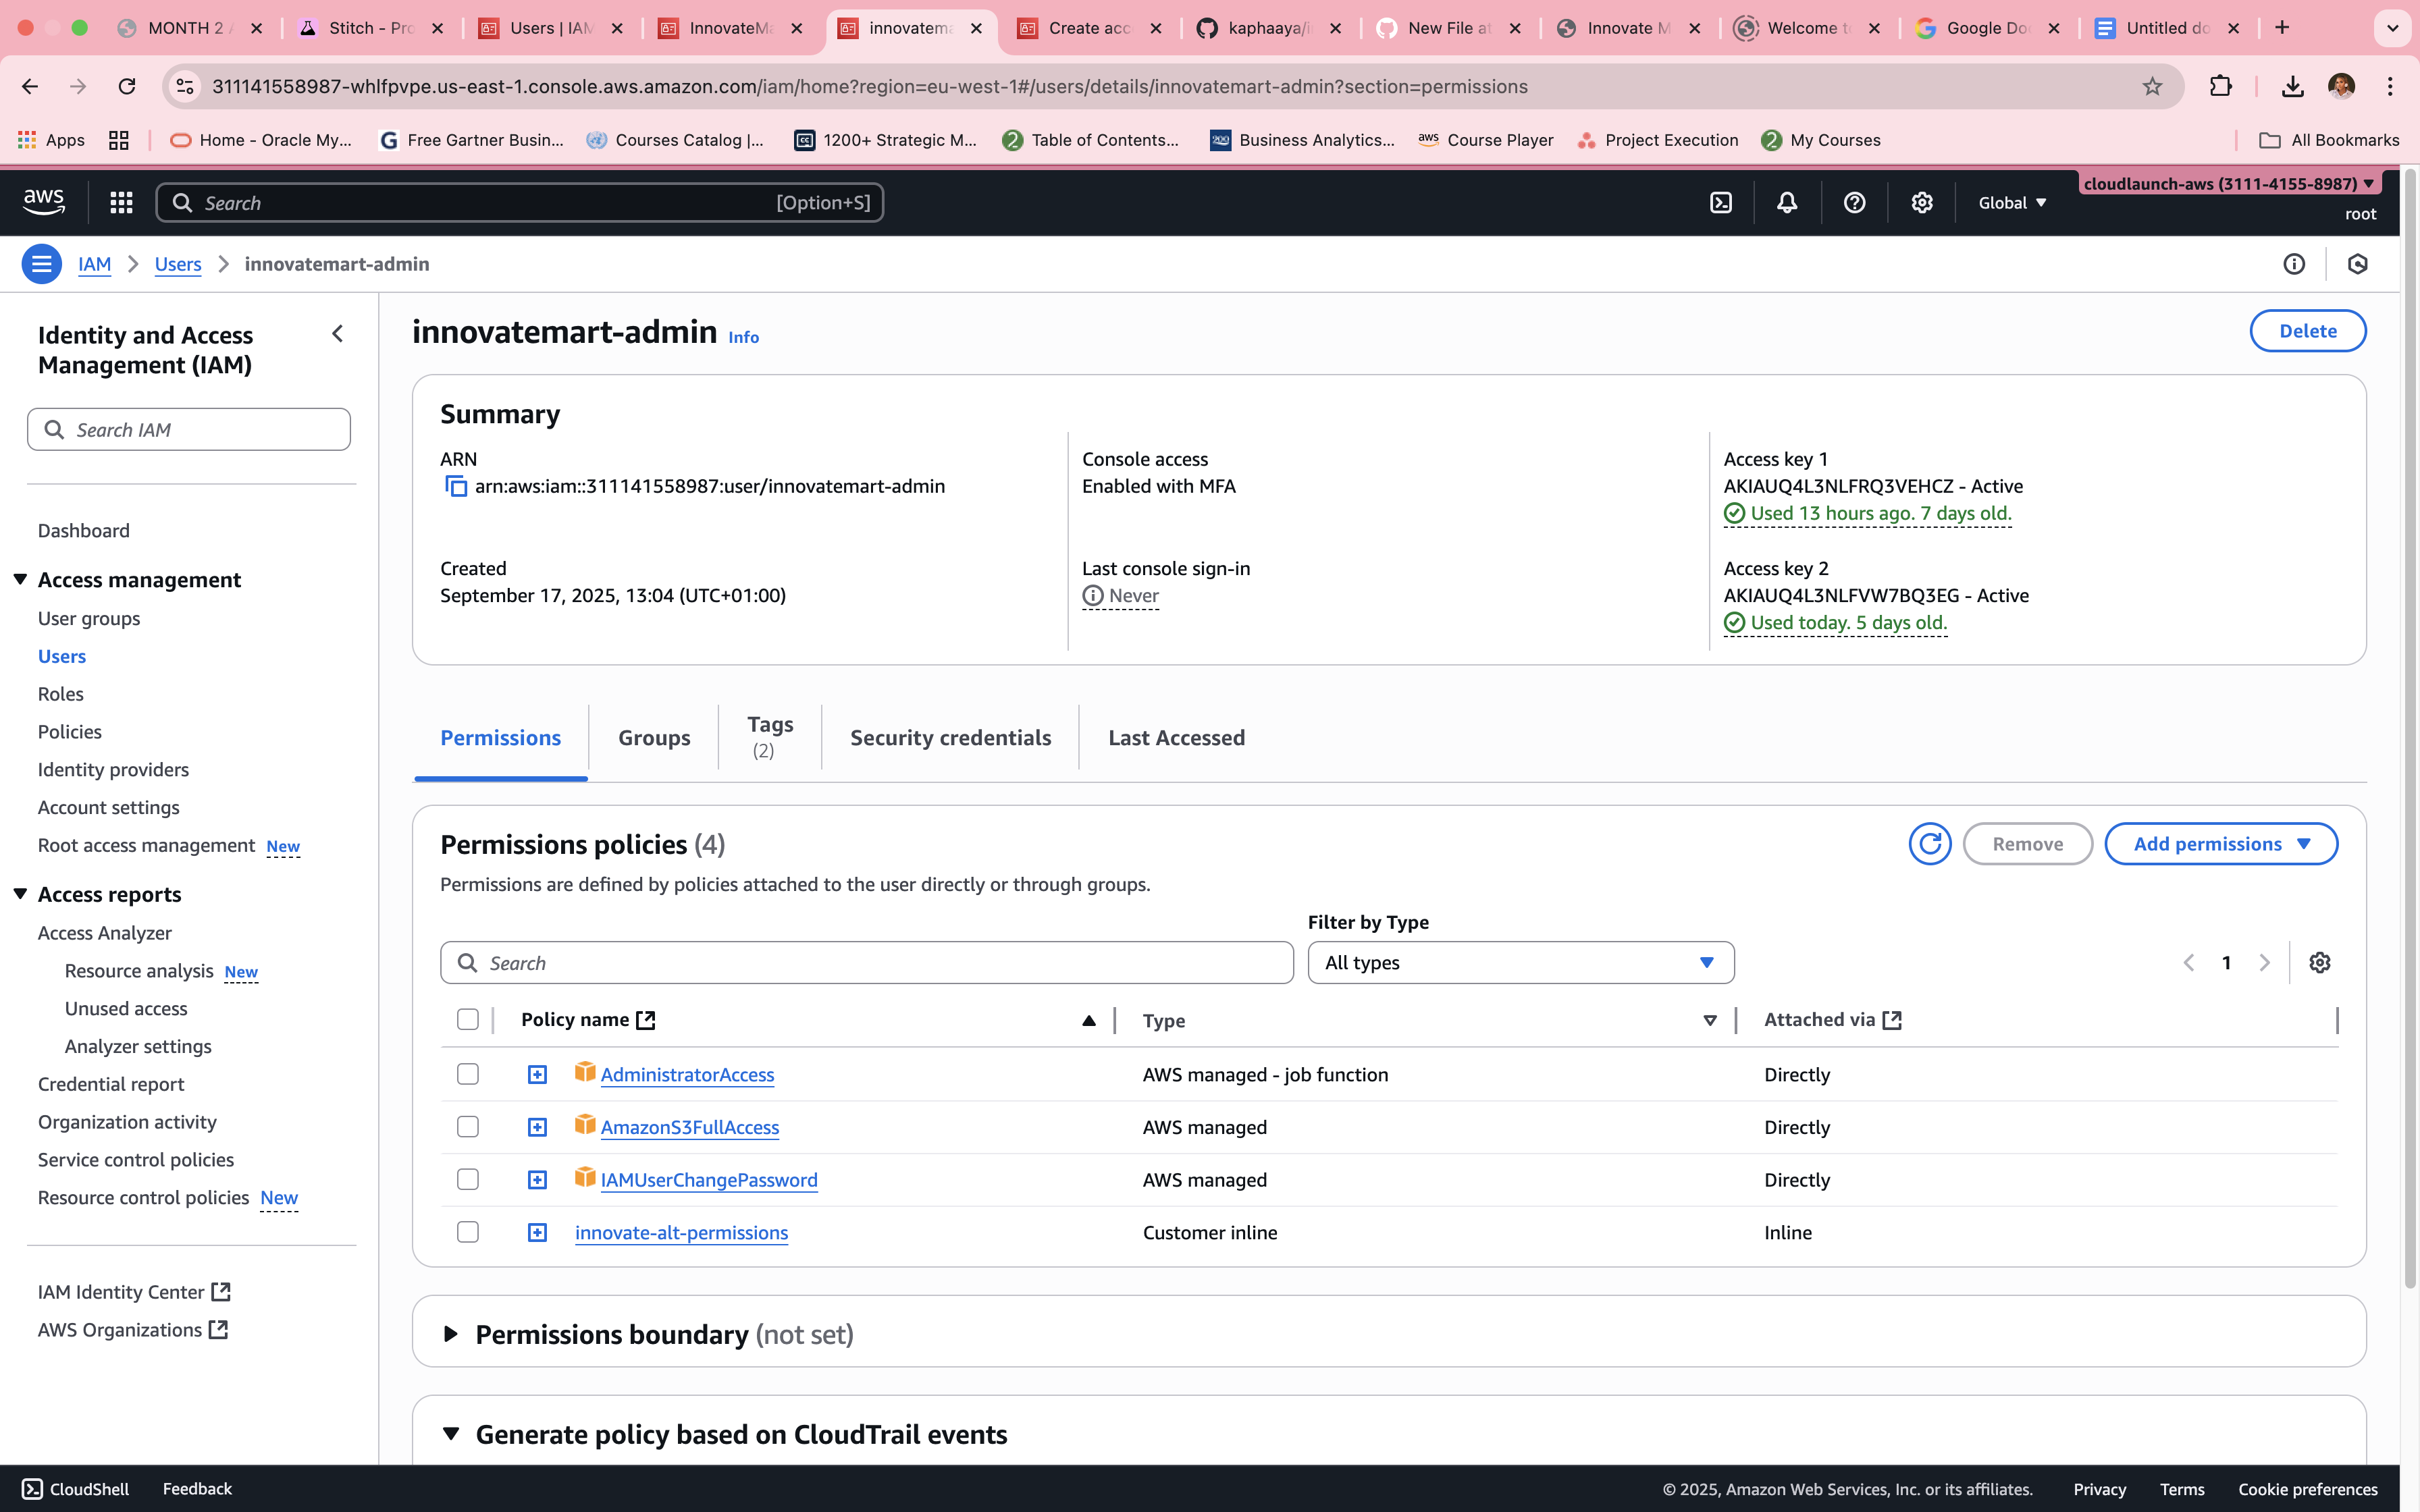 MONTH 2
Stitch - Pro
Users | IAM
InnovateMa
innovatema
Create acc
kaphaaya/i
New File at
Innovate M
Welcome to
Google Do
Untitled do
311141558987-whlfpvpe.us-east-1.console.aws.amazon.com/iam/home?region=eu-west-1#/users/details/innovatemart-admin?section=permissions
Apps
Home - Oracle My...
Free Gartner Busin...
Courses Catalog |...
1200+ Strategic M...
Table of Contents...
Business Analytics...
Course Player
Project Execution
My Courses
All Bookmarks
aws
Search
[Option+S]
Global
cloudlaunch-aws (3111-4155-8987)
root
IAM
Users
innovatemart-admin
Identity and Access
Management (IAM)
Search IAM
Dashboard
Access management
User groups
Users
Roles
Policies
Identity providers
Account settings
Root access management New
Access reports
Access Analyzer
Resource analysis New
Unused access
Analyzer settings
Credential report
Organization activity
Service control policies
Resource control policies New
IAM Identity Center
AWS Organizations
innovatemart-admin Info
Delete
Summary
ARN
arn:aws:iam::311141558987:user/innovatemart-admin
Created
September 17, 2025, 13:04 (UTC+01:00)
Console access
Enabled with MFA
Last console sign-in
Never
Access key 1
AKIAUQ4L3NLFRQ3VEHCZ - Active
Used 13 hours ago. 7 days old.
Access key 2
AKIAUQ4L3NLFVW7BQ3EG - Active
Used today. 5 days old.
Permissions
Groups
Tags
(2)
Security credentials
Last Accessed
Permissions policies (4)
Remove
Add permissions
Permissions are defined by policies attached to the user directly or through groups.
Filter by Type
Search
All types
1
Policy name
Type
Attached via
AdministratorAccess
AWS managed - job function
Directly
AmazonS3FullAccess
AWS managed
Directly
IAMUserChangePassword
AWS managed
Directly
innovate-alt-permissions
Customer inline
Inline
Permissions boundary (not set)
Generate policy based on CloudTrail events
CloudShell
Feedback
© 2025, Amazon Web Services, Inc. or its affiliates.
Privacy
Terms
Cookie preferences